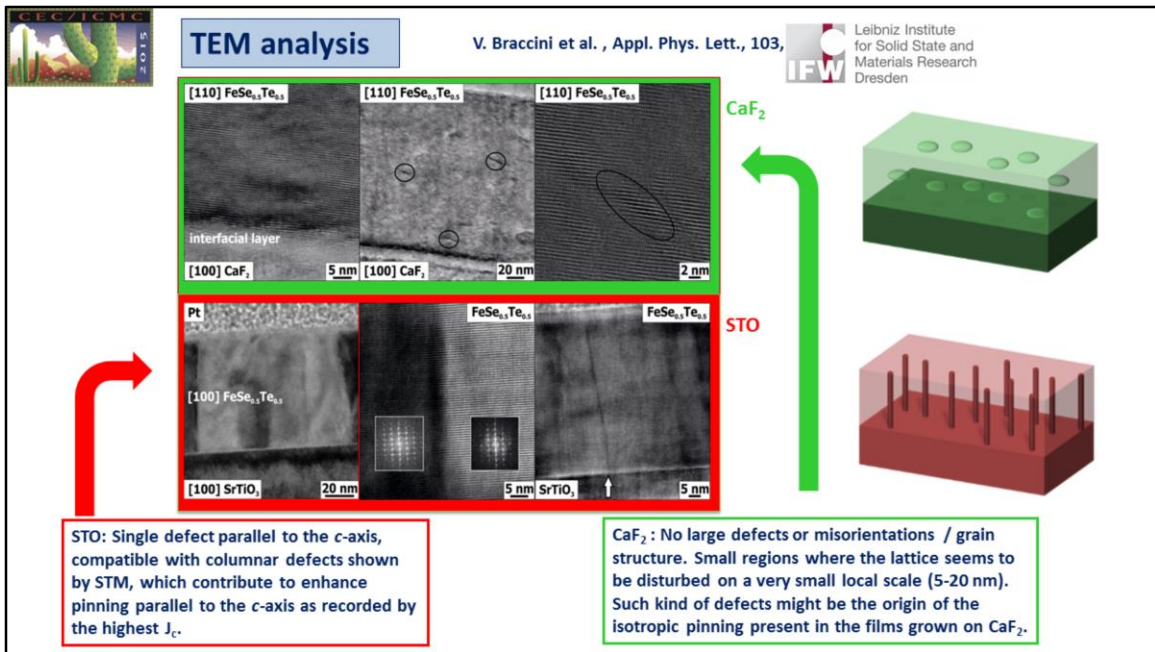 CEC/ICMC
2015
TEM analysis
V. Braccini et al. , Appl. Phys. Lett., 103,
IFW
Leibniz Institute
for Solid State and
Materials Research
Dresden
[110] FeSe₀.₅Te₀.₅
interfacial layer
[100] CaF₂
5 nm
[110] FeSe₀.₅Te₀.₅
[100] CaF₂
20 nm
[110] FeSe₀.₅Te₀.₅
2 nm
CaF₂
Pt
[100] FeSe₀.₅Te₀.₅
[100] SrTiO₃
20 nm
FeSe₀.₅Te₀.₅
5 nm
FeSe₀.₅Te₀.₅
SrTiO₃
5 nm
STO
STO: Single defect parallel to the c-axis,
compatible with columnar defects shown
by STM, which contribute to enhance
pinning parallel to the c-axis as recorded by
the highest J꜀.
CaF₂ : No large defects or misorientations / grain
structure. Small regions where the lattice seems to
be disturbed on a very small local scale (5-20 nm).
Such kind of defects might be the origin of the
isotropic pinning present in the films grown on CaF₂.